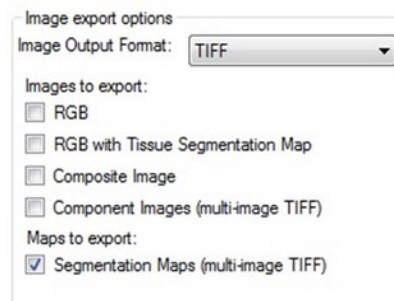 Image export options
Image Output Format: TIFF
Images to export:
RGB
RGB with Tissue Segmentation Map
Composite Image
Component Images (multi-image TIFF)
Maps to export:
Segmentation Maps (multi-image TIFF)